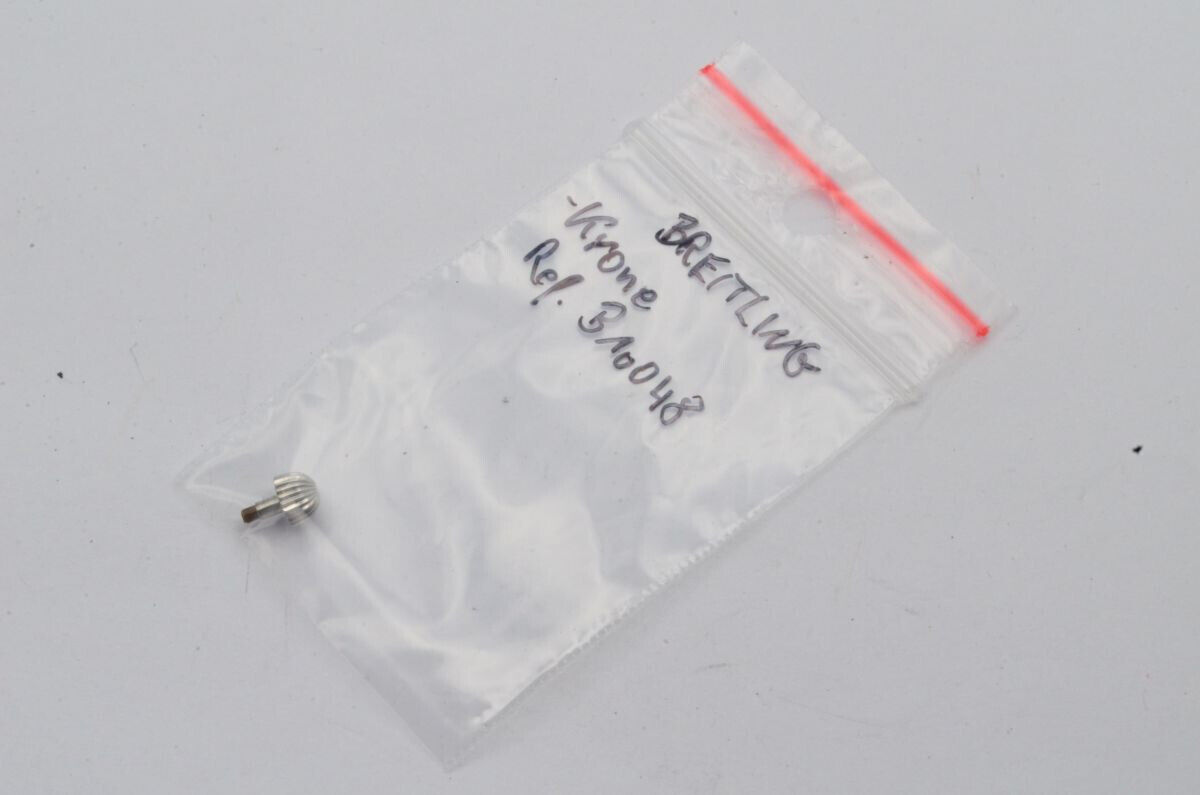 BREITLING
-Krone
Ref. B10048